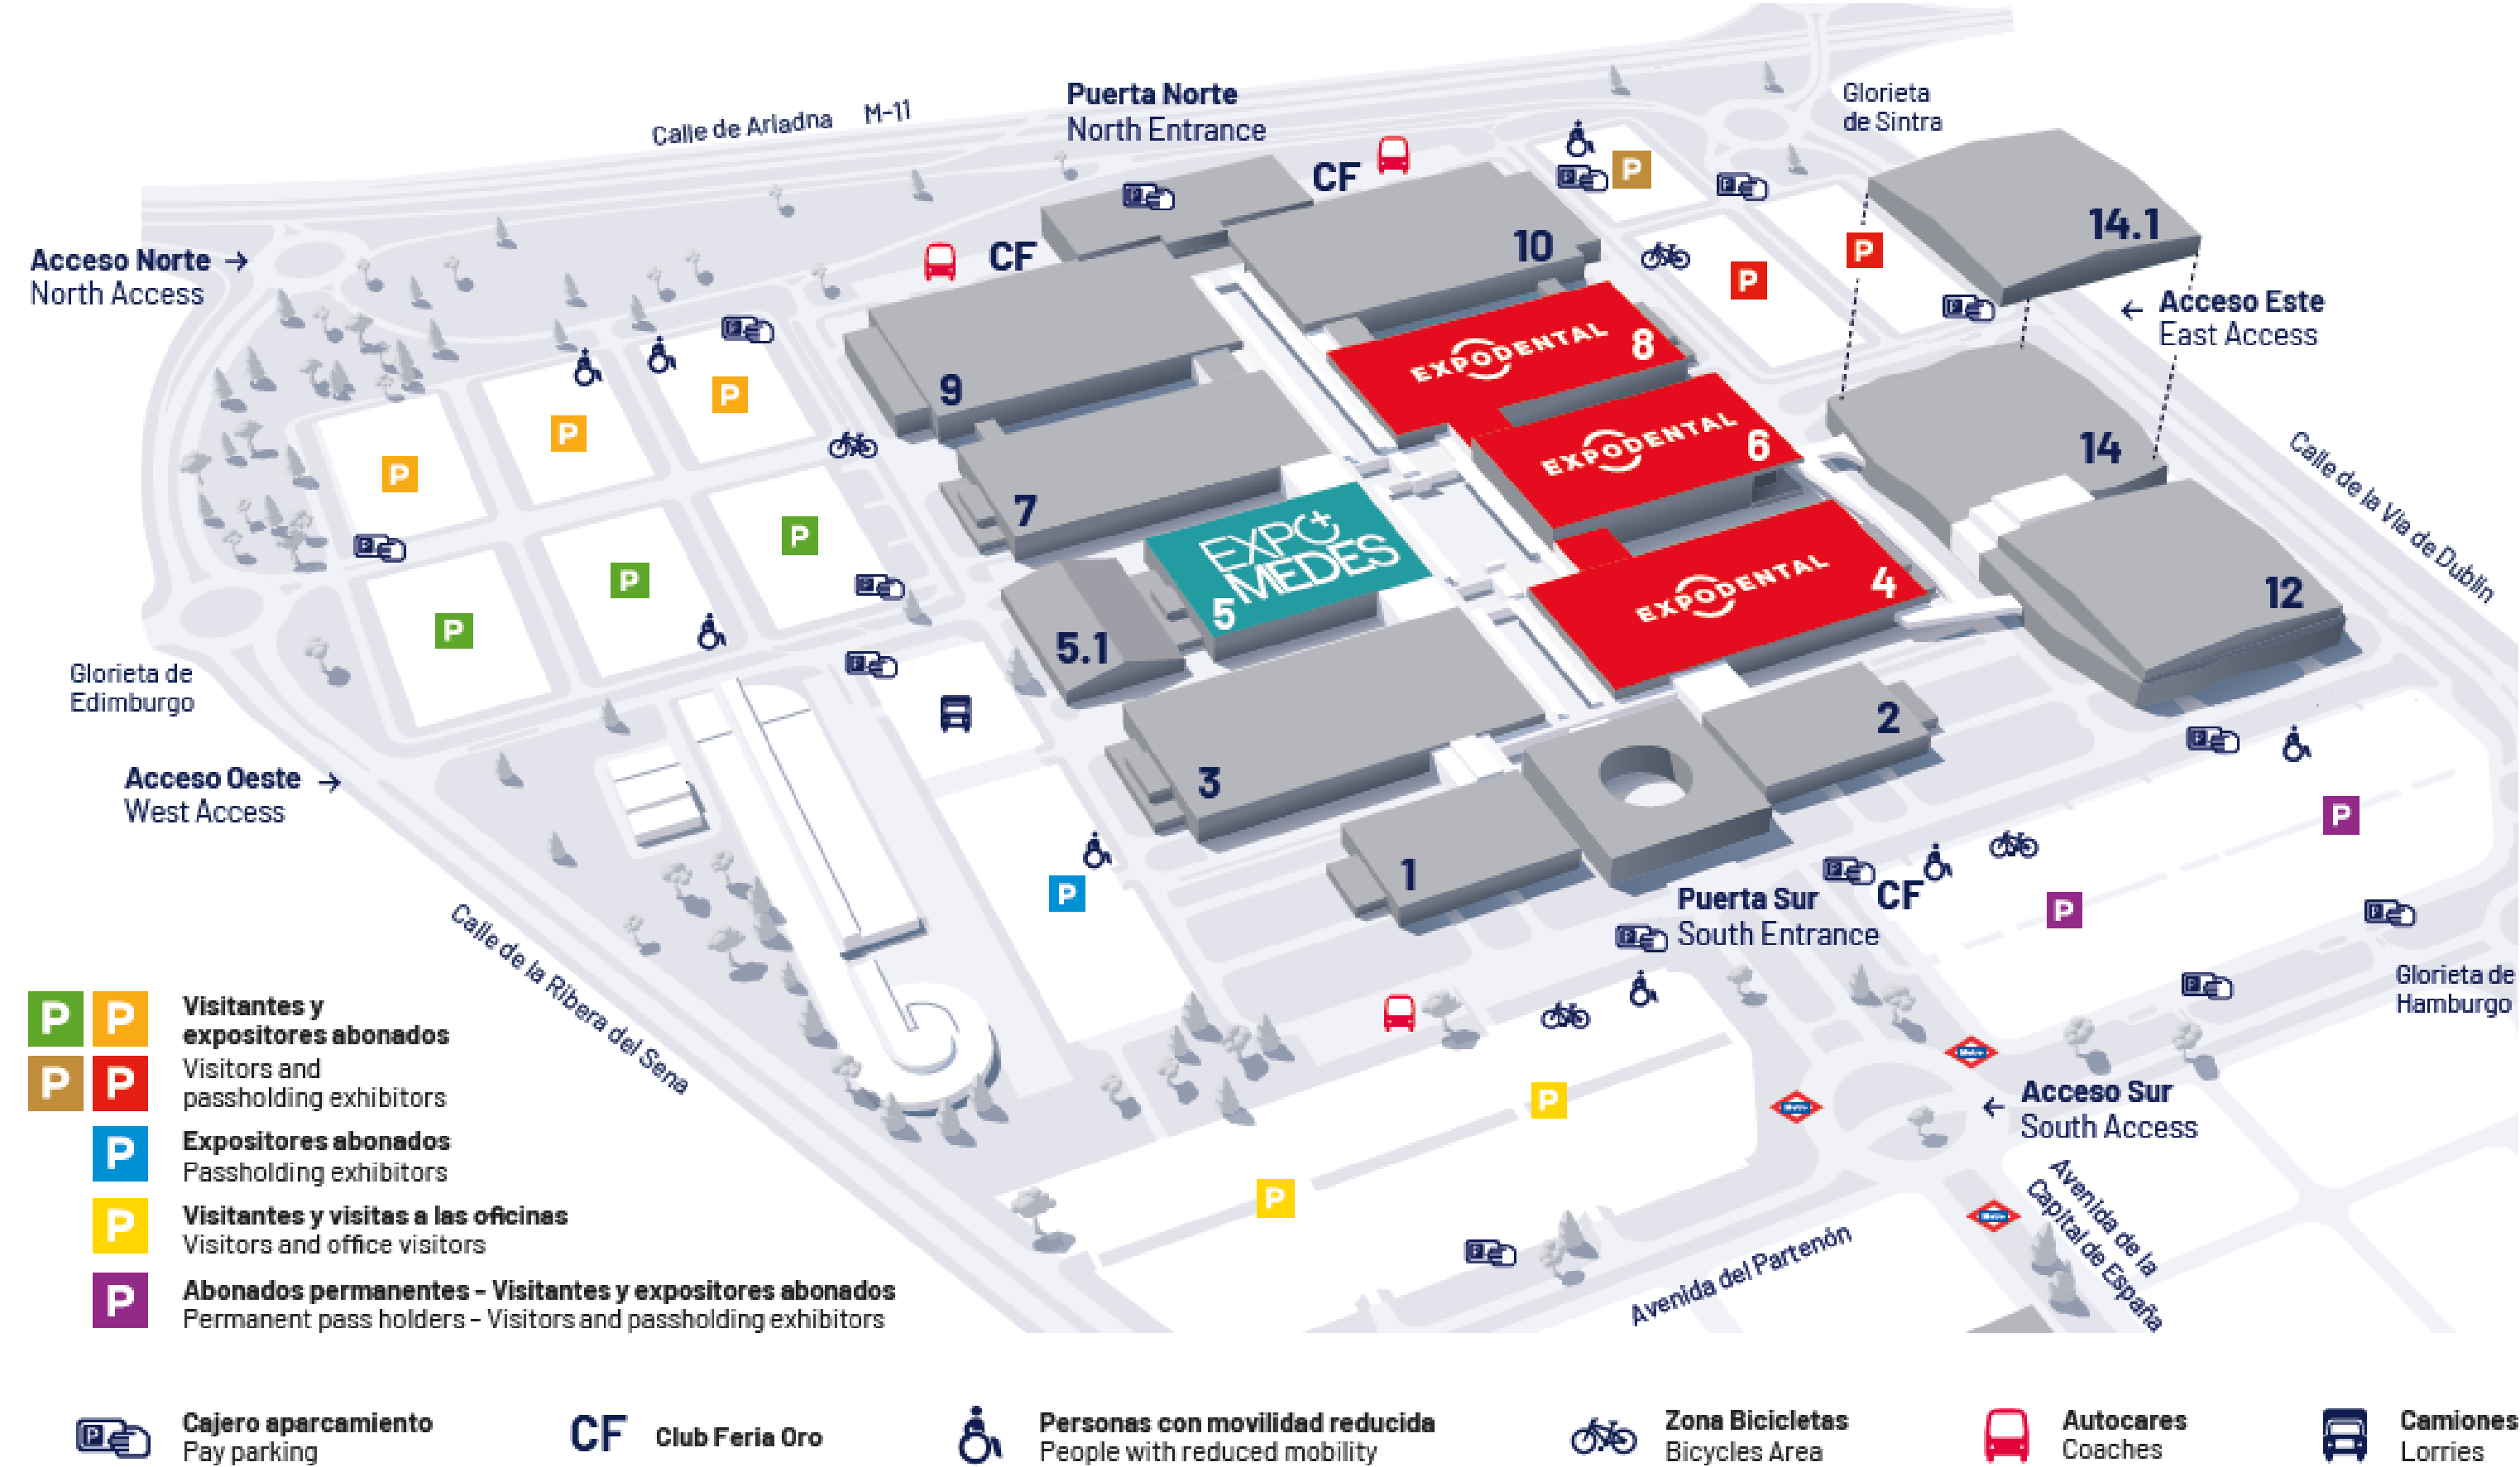 Puerta Norte
North Entrance
Calle de Ariadna M-11
Glorieta
de Sintra
CF
P
14.1
10
Acceso Norte →
North Access
CF
P
P
← Acceso Este
East Access
EXPODENTAL 8
9
P
P
P
EXPODENTAL 6
14
Calle de la Via de Dublín
7
P
P
P
EXPO+
MEDES
5
EXPODENTAL 4
12
5.1
Glorieta de
Edimburgo
2
Acceso Oeste →
West Access
3
P
1
P
Puerta Sur
South Entrance
CF
P
P
Calle de la Ribera del Sena
Glorieta de
Hamburgo
Metro
Metro
P
← Acceso Sur
South Access
P
Metro
Avenida de la
Capital de España
Avenida del Partenón
P P Visitantes y
expositores abonados
P P Visitors and
passholding exhibitors
P Expositores abonados
Passholding exhibitors
P Visitantes y visitas a las oficinas
Visitors and office visitors
P Abonados permanentes - Visitantes y expositores abonados
Permanent pass holders - Visitors and passholding exhibitors
P Cajero aparcamiento
Pay parking
CF Club Feria Oro
Personas con movilidad reducida
People with reduced mobility
Zona Bicicletas
Bicycles Area
Autocares
Coaches
Camiones
Lorries